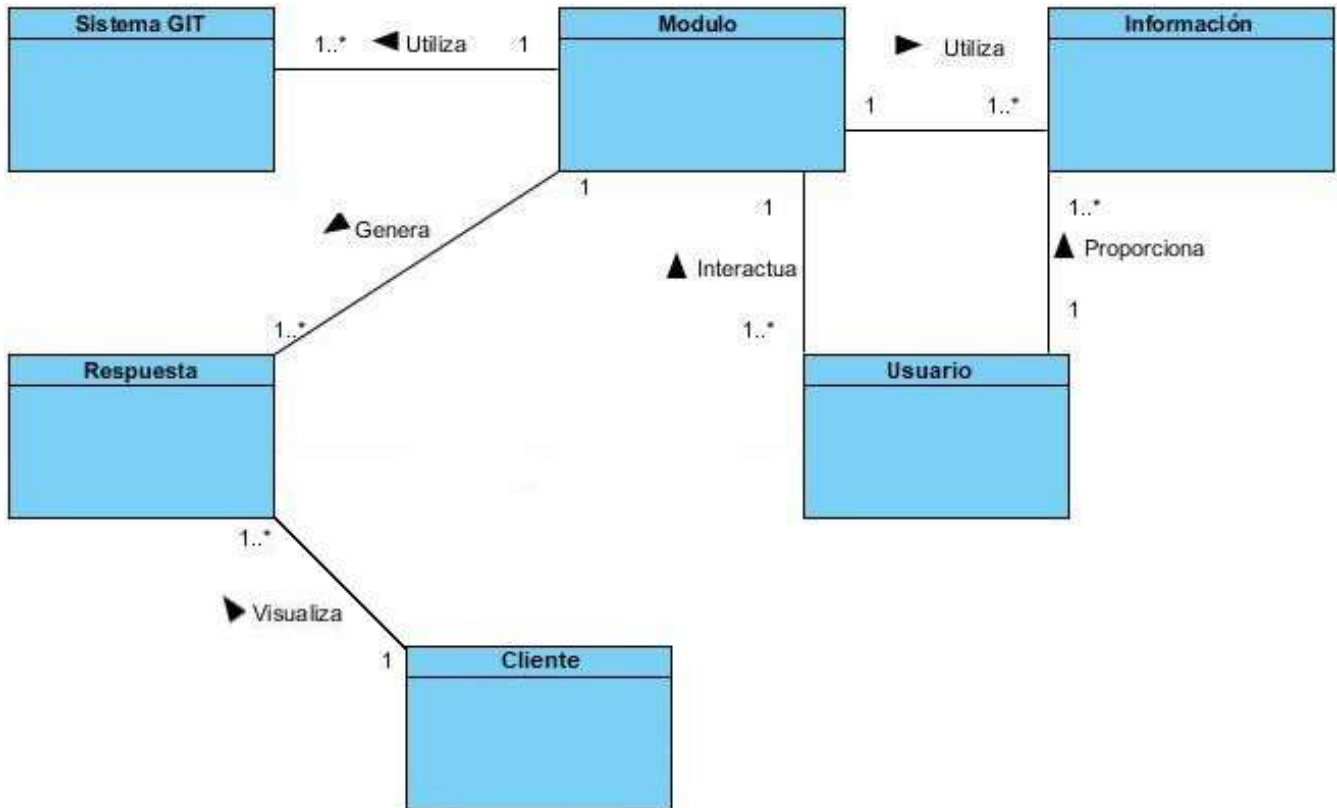 Sistema GIT
Modulo
Información
1..*
Utiliza
1
Utiliza
1
1..*
1
1
1..*
Genera
Interactua
Proporciona
1..*
1..*
1
Respuesta
Usuario
1..*
Visualiza
1
Cliente